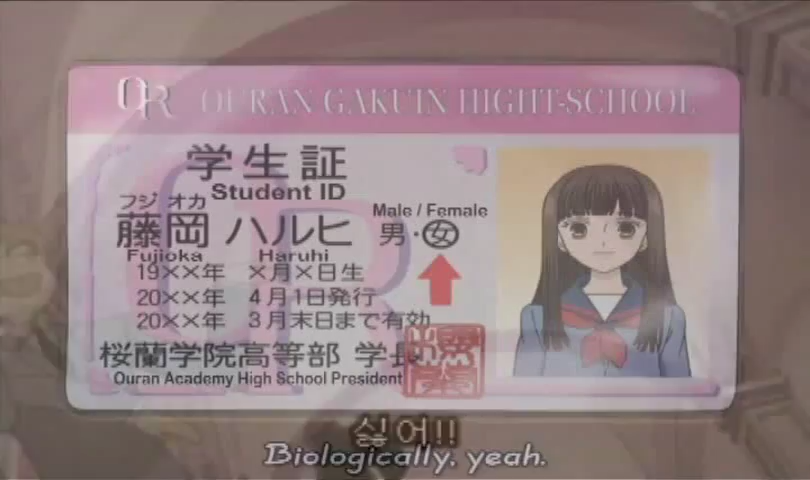 OR OURAN GAKUIN HIGHT-SCHOOL
学生証
Student ID
フジ オカ
Male / Female
藤岡 ハルヒ 男・女
Fujioka Haruhi
19××年 ×月×日生
20××年 4月1日発行
20××年 3月末日まで有効
桜蘭学院高等部 学長
Ouran Academy High School President
싫어!!
Biologically, yeah.